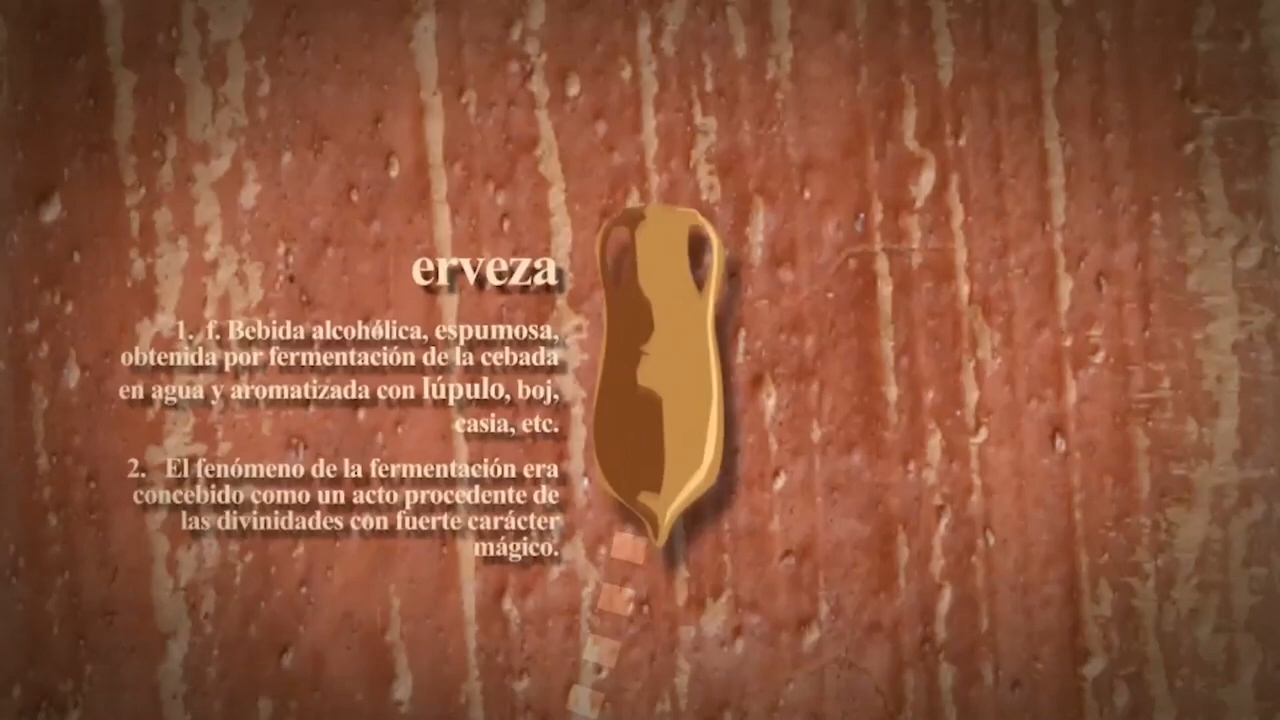 erveza
1. f. Bebida alcohólica, espumosa,
obtenida por fermentación de la cebada
en agua y aromatizada con lúpulo, boj,
casia, etc.
2. El fenómeno de la fermentación era
concebido como un acto procedente de
las divinidades con fuerte carácter
mágico.